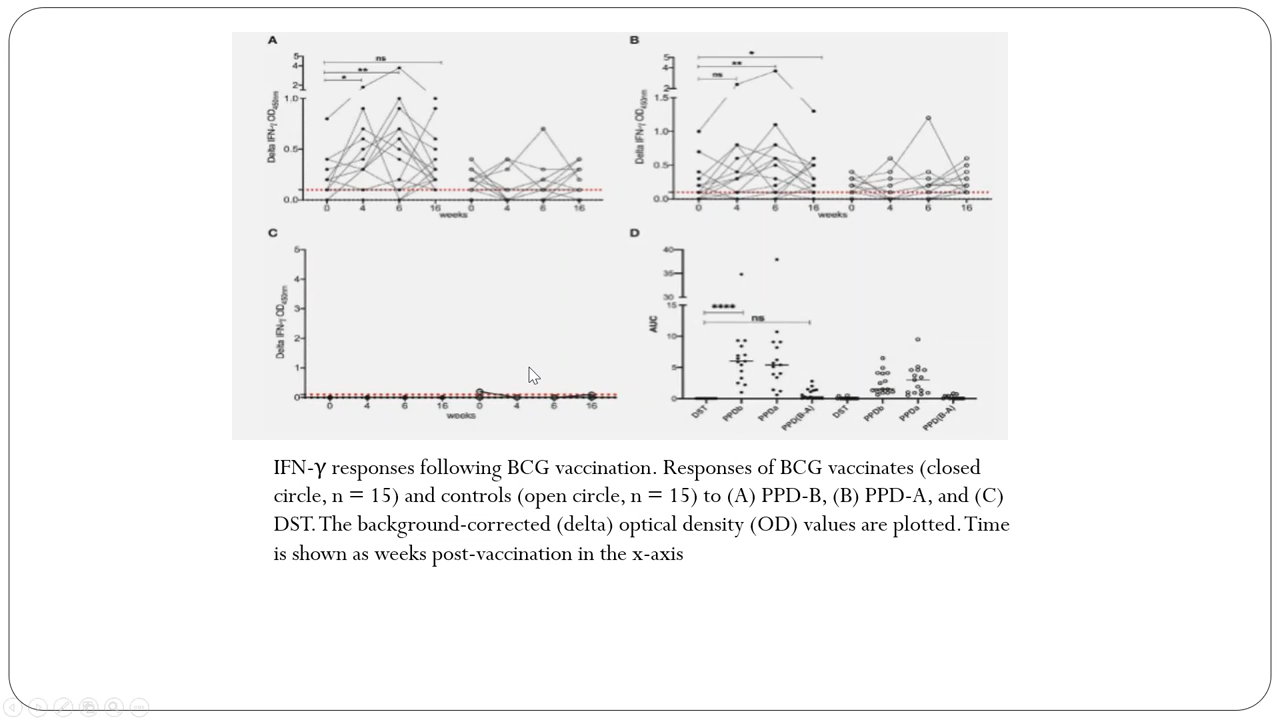 A
B
5
4
2
1.0
0.5
0.0
Delta IFN-γ OD450nm
ns
**
*
0 4 6 16 0 4 6 16
weeks
5
4
2
1.5
1.0
0.5
0.0
Delta IFN-γ OD450nm
*
**
ns
0 4 6 16 0 4 6 16
weeks
C
D
5
4
3
2
1
0
Delta IFN-γ OD450nm
0 4 6 16 0 4 6 16
weeks
40
35
30
15
10
5
0
AUC
****
ns
DST PPDb PPDa PPD(B-A) DST PPDb PPDa PPD(B-A)
IFN-γ responses following BCG vaccination. Responses of BCG vaccinates (closed
circle, n = 15) and controls (open circle, n = 15) to (A) PPD-B, (B) PPD-A, and (C)
DST. The background-corrected (delta) optical density (OD) values are plotted. Time
is shown as weeks post-vaccination in the x-axis